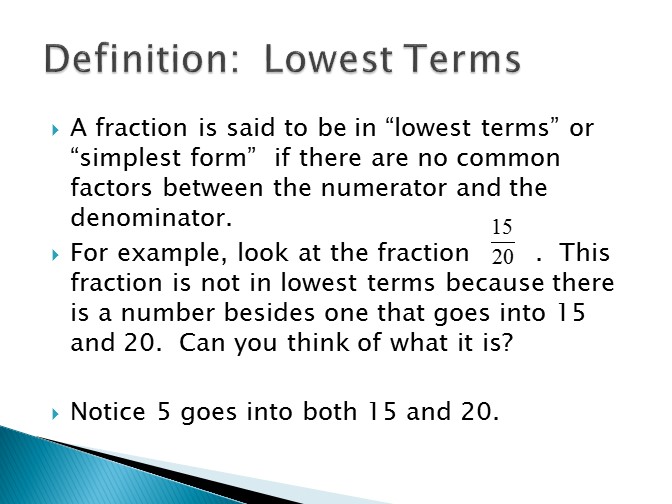 Definition:  Lowest Terms
A fraction is said to be in “lowest terms” or
“simplest form”  if there are no common
factors between the numerator and the
denominator.
For example, look at the fraction 15/20 .  This
fraction is not in lowest terms because there
is a number besides one that goes into 15
and 20.  Can you think of what it is?
Notice 5 goes into both 15 and 20.